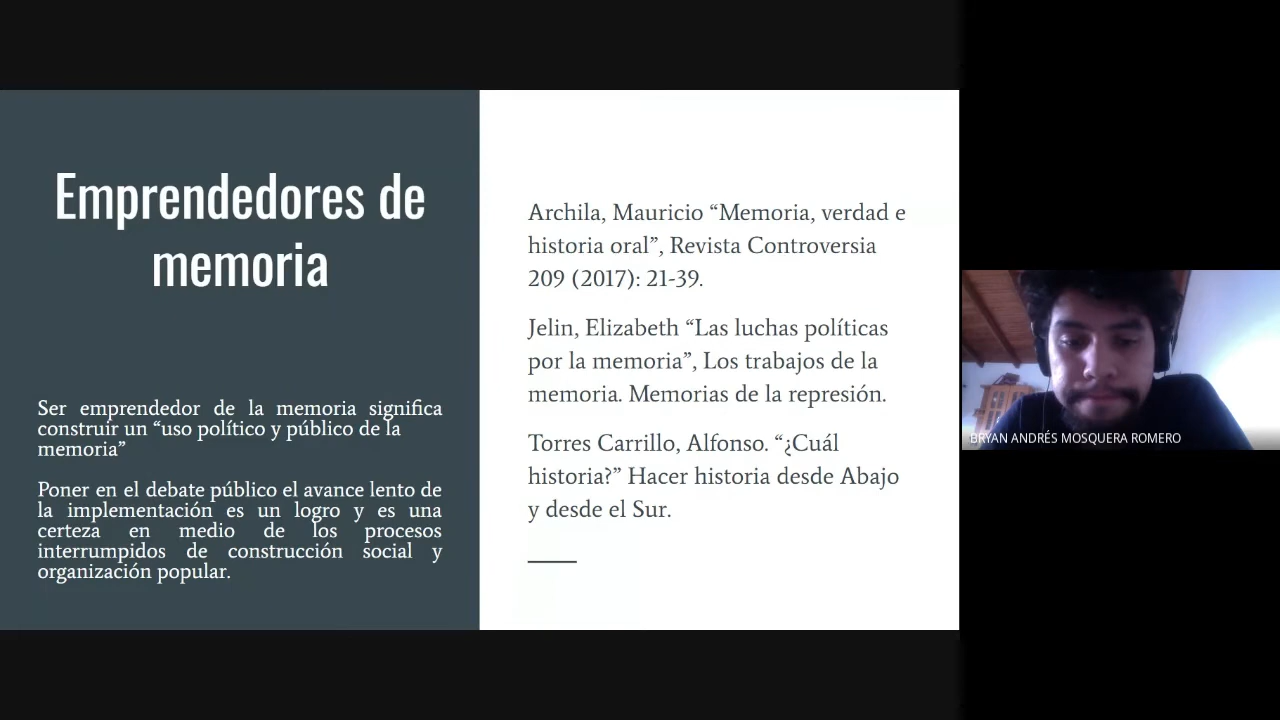 Emprendedores de
memoria
Ser emprendedor de la memoria significa
construir un “uso político y público de la
memoria”
Poner en el debate público el avance lento de
la implementación es un logro y es una
certeza en medio de los procesos
interrumpidos de construcción social y
organización popular.
Archila, Mauricio “Memoria, verdad e
historia oral”, Revista Controversia
209 (2017): 21-39.
Jelin, Elizabeth “Las luchas políticas
por la memoria”, Los trabajos de la
memoria. Memorias de la represión.
Torres Carrillo, Alfonso. “¿Cuál
historia?” Hacer historia desde Abajo
y desde el Sur.
BRYAN ANDRÉS MOSQUERA ROMERO